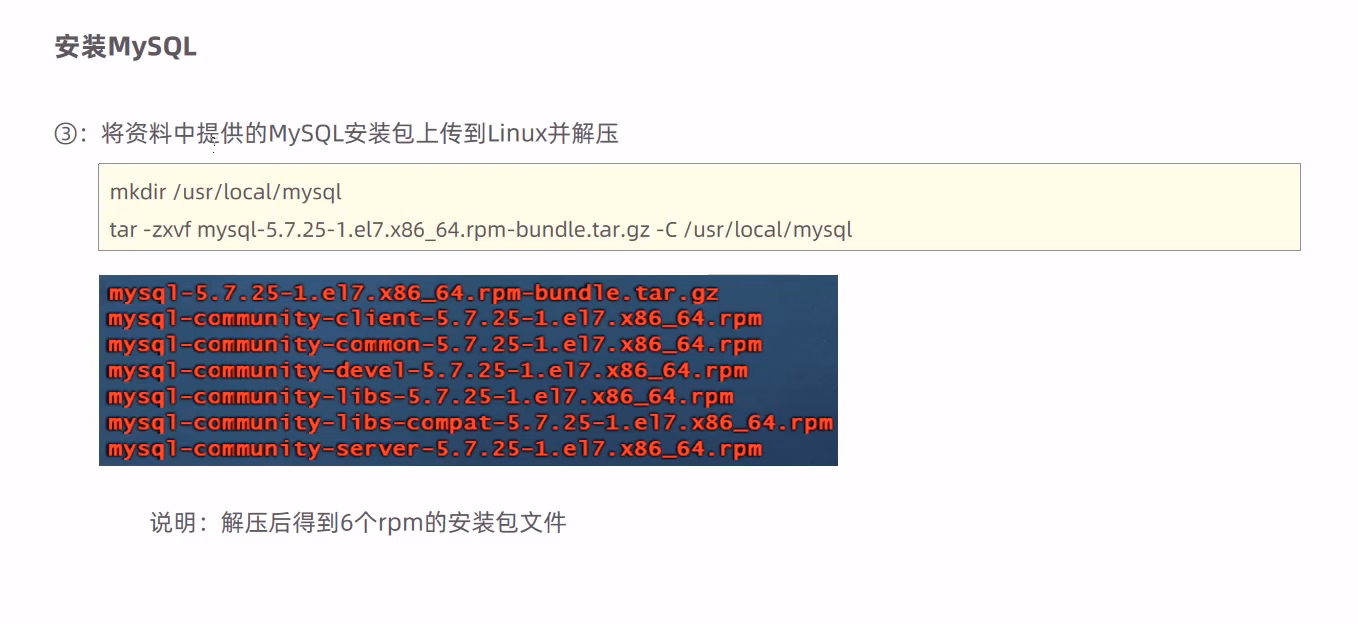 安装MySQL
③：将资料中提供的MySQL安装包上传到Linux并解压
mkdir /usr/local/mysql
tar -zxvf mysql-5.7.25-1.el7.x86_64.rpm-bundle.tar.gz -C /usr/local/mysql
mysql-5.7.25-1.el7.x86_64.rpm-bundle.tar.gz
mysql-community-client-5.7.25-1.el7.x86_64.rpm
mysql-community-common-5.7.25-1.el7.x86_64.rpm
mysql-community-devel-5.7.25-1.el7.x86_64.rpm
mysql-community-libs-5.7.25-1.el7.x86_64.rpm
mysql-community-libs-compat-5.7.25-1.el7.x86_64.rpm
mysql-community-server-5.7.25-1.el7.x86_64.rpm
说明：解压后得到6个rpm的安装包文件